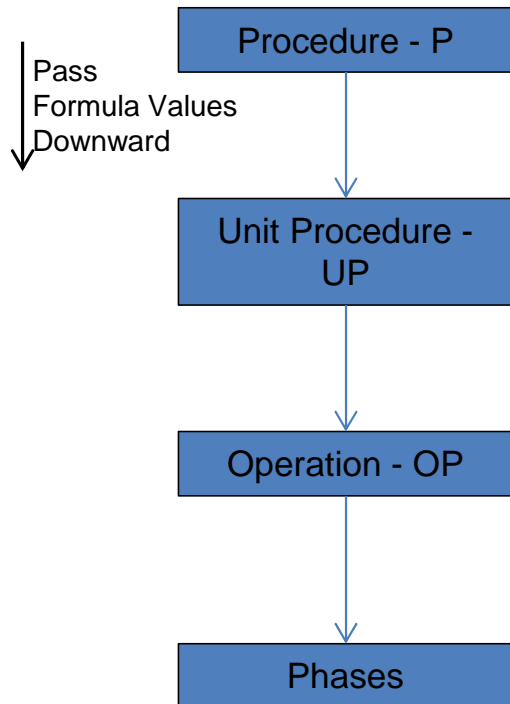 Procedure - P
Pass
Formula Values
Downward
Unit Procedure -
UP
Operation - OP
Phases